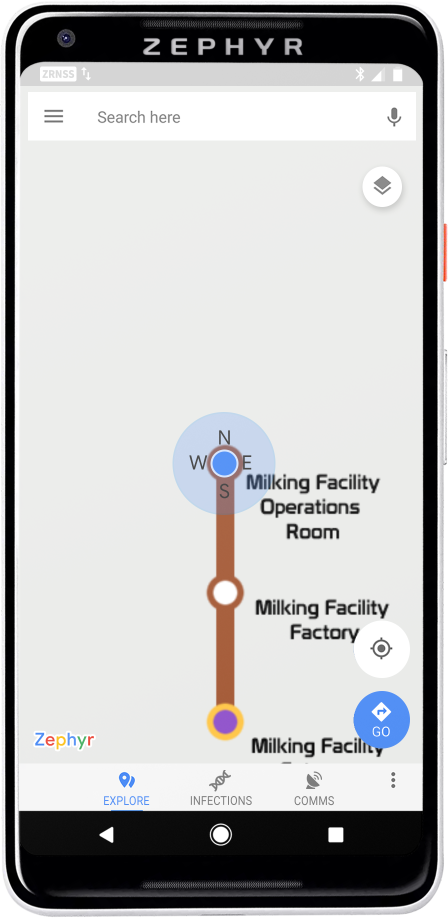 ZEPHYR
ZRNSS
Search here
N
W E
S
Milking Facility
Operations
Room
Milking Facility
Factory
GO
Zephyr
Milking Facility
EXPLORE INFECTIONS COMMS